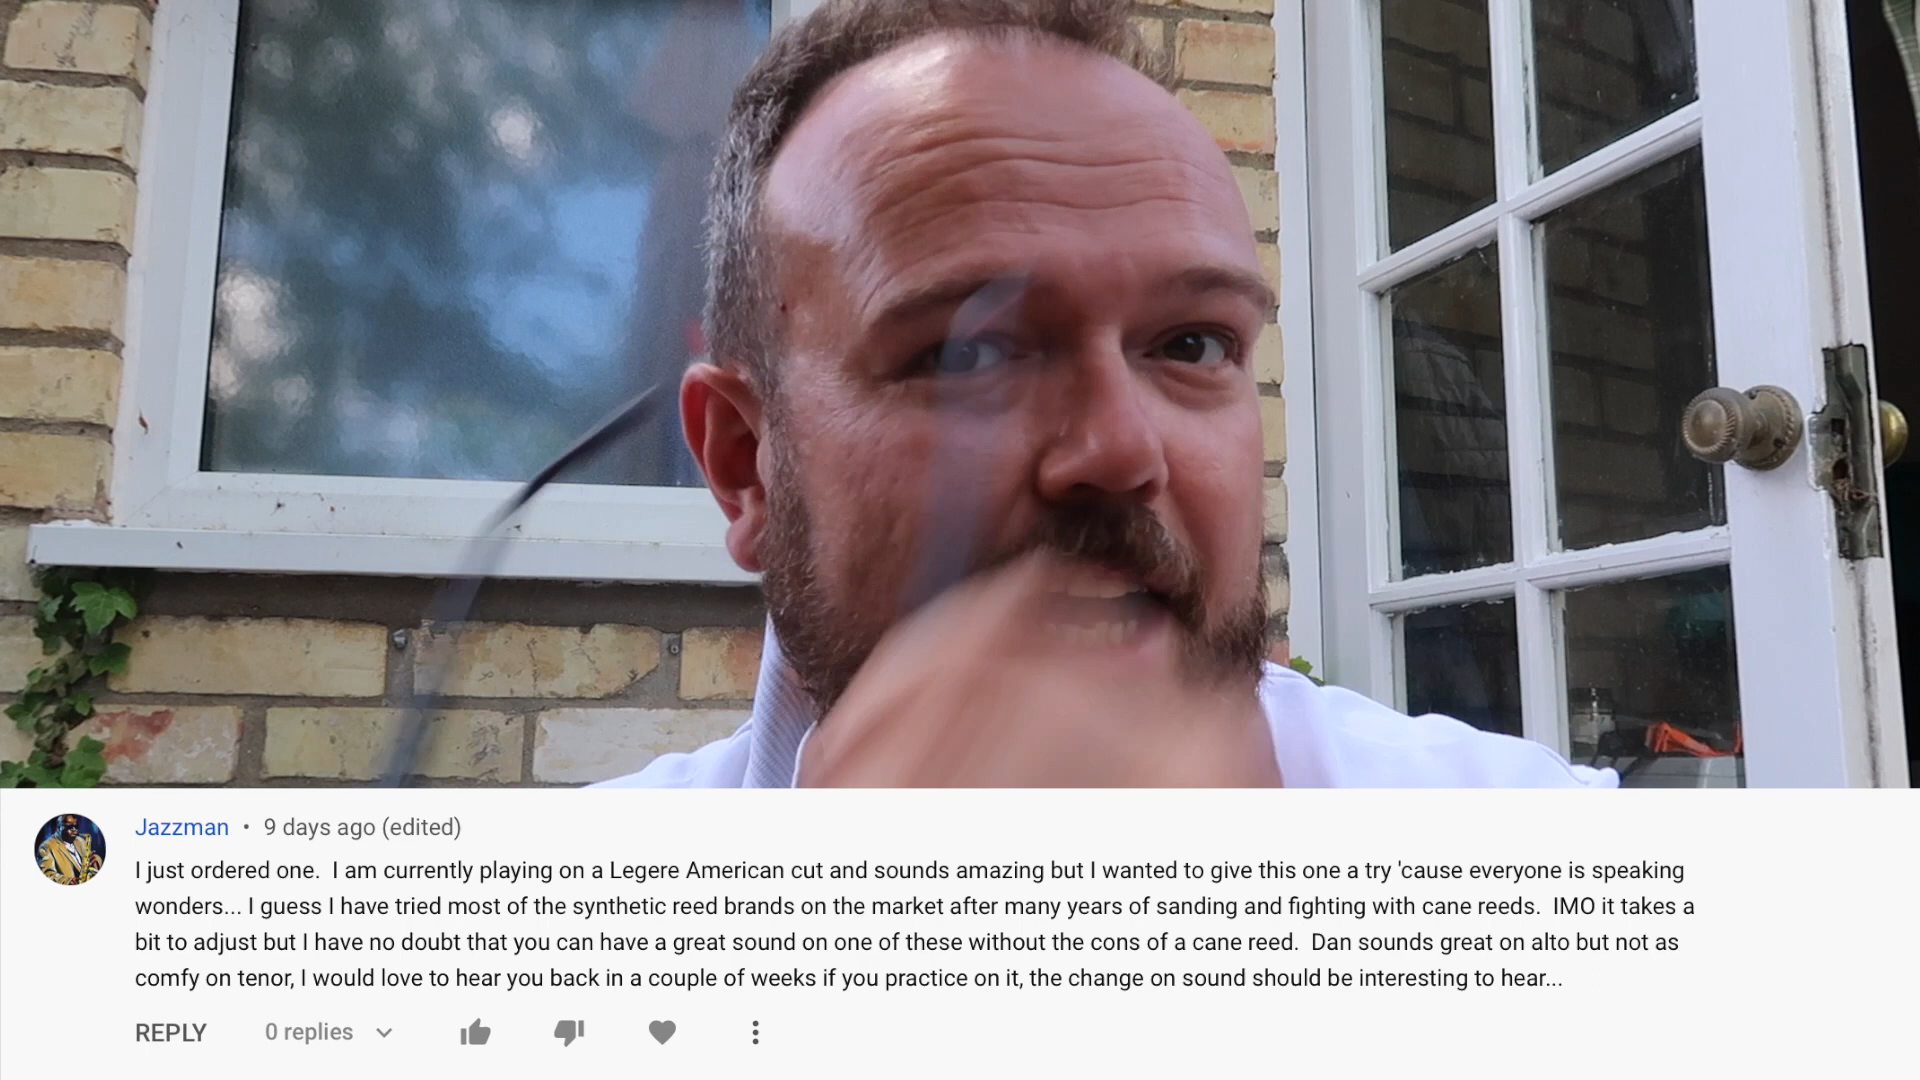 Jazzman • 9 days ago (edited)
I just ordered one.  I am currently playing on a Legere American cut and sounds amazing but I wanted to give this one a try 'cause everyone is speaking
wonders... I guess I have tried most of the synthetic reed brands on the market after many years of sanding and fighting with cane reeds.  IMO it takes a
bit to adjust but I have no doubt that you can have a great sound on one of these without the cons of a cane reed.  Dan sounds great on alto but not as
comfy on tenor, I would love to hear you back in a couple of weeks if you practice on it, the change on sound should be interesting to hear...
REPLY 0 replies